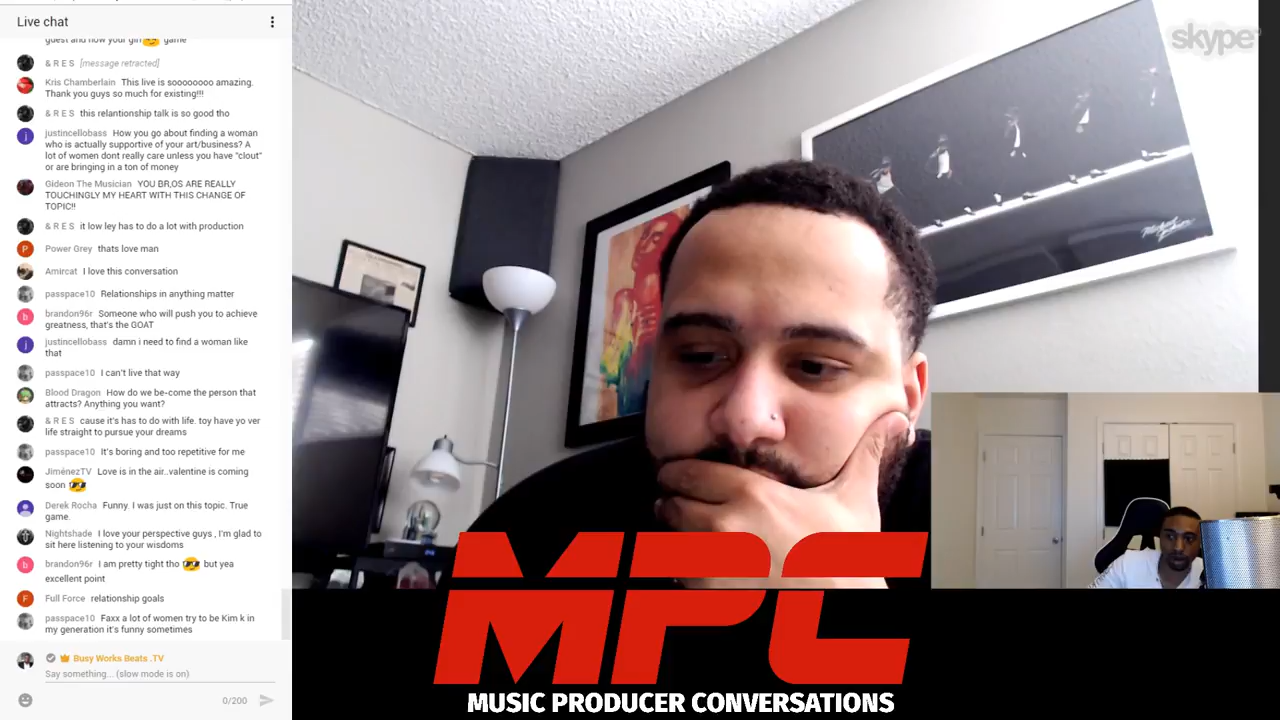 Live chat
guest and how your girl game
& R E S [message retracted]
Kris Chamberlain This live is soooooooo amazing.
Thank you guys so much for existing!!!
& R E S this relantionship talk is so good tho
justincellobass How you go about finding a woman
who is actually supportive of your art/business? A
lot of women dont really care unless you have "clout"
or are bringing in a ton of money
Gideon The Musician YOU BR,OS ARE REALLY
TOUCHINGLY MY HEART WITH THIS CHANGE OF
TOPIC!!
& R E S it low ley has to do a lot with production
Power Grey thats love man
Amircat I love this conversation
passpace10 Relationships in anything matter
brandon96r Someone who will push you to achieve
greatness, that's the GOAT
justincellobass damn i need to find a woman like
that
passpace10 I can't live that way
Blood Dragon How do we be-come the person that
attracts? Anything you want?
& R E S cause it's has to do with life. toy have yo ver
life straight to pursue your dreams
passpace10 It's boring and too repetitive for me
JiménezTV Love is in the air..valentine is coming
soon 😎
Derek Rocha Funny. I was just on this topic. True
game.
Nightshade I love your perspective guys , I'm glad to
sit here listening to your wisdoms
brandon96r I am pretty tight tho 😎 but yea
excellent point
Full Force relationship goals
passpace10 Faxx a lot of women try to be Kim k in
my generation it's funny sometimes
Busy Works Beats .TV
Say something... (slow mode is on)
0/200
skype
MPC
MUSIC PRODUCER CONVERSATIONS